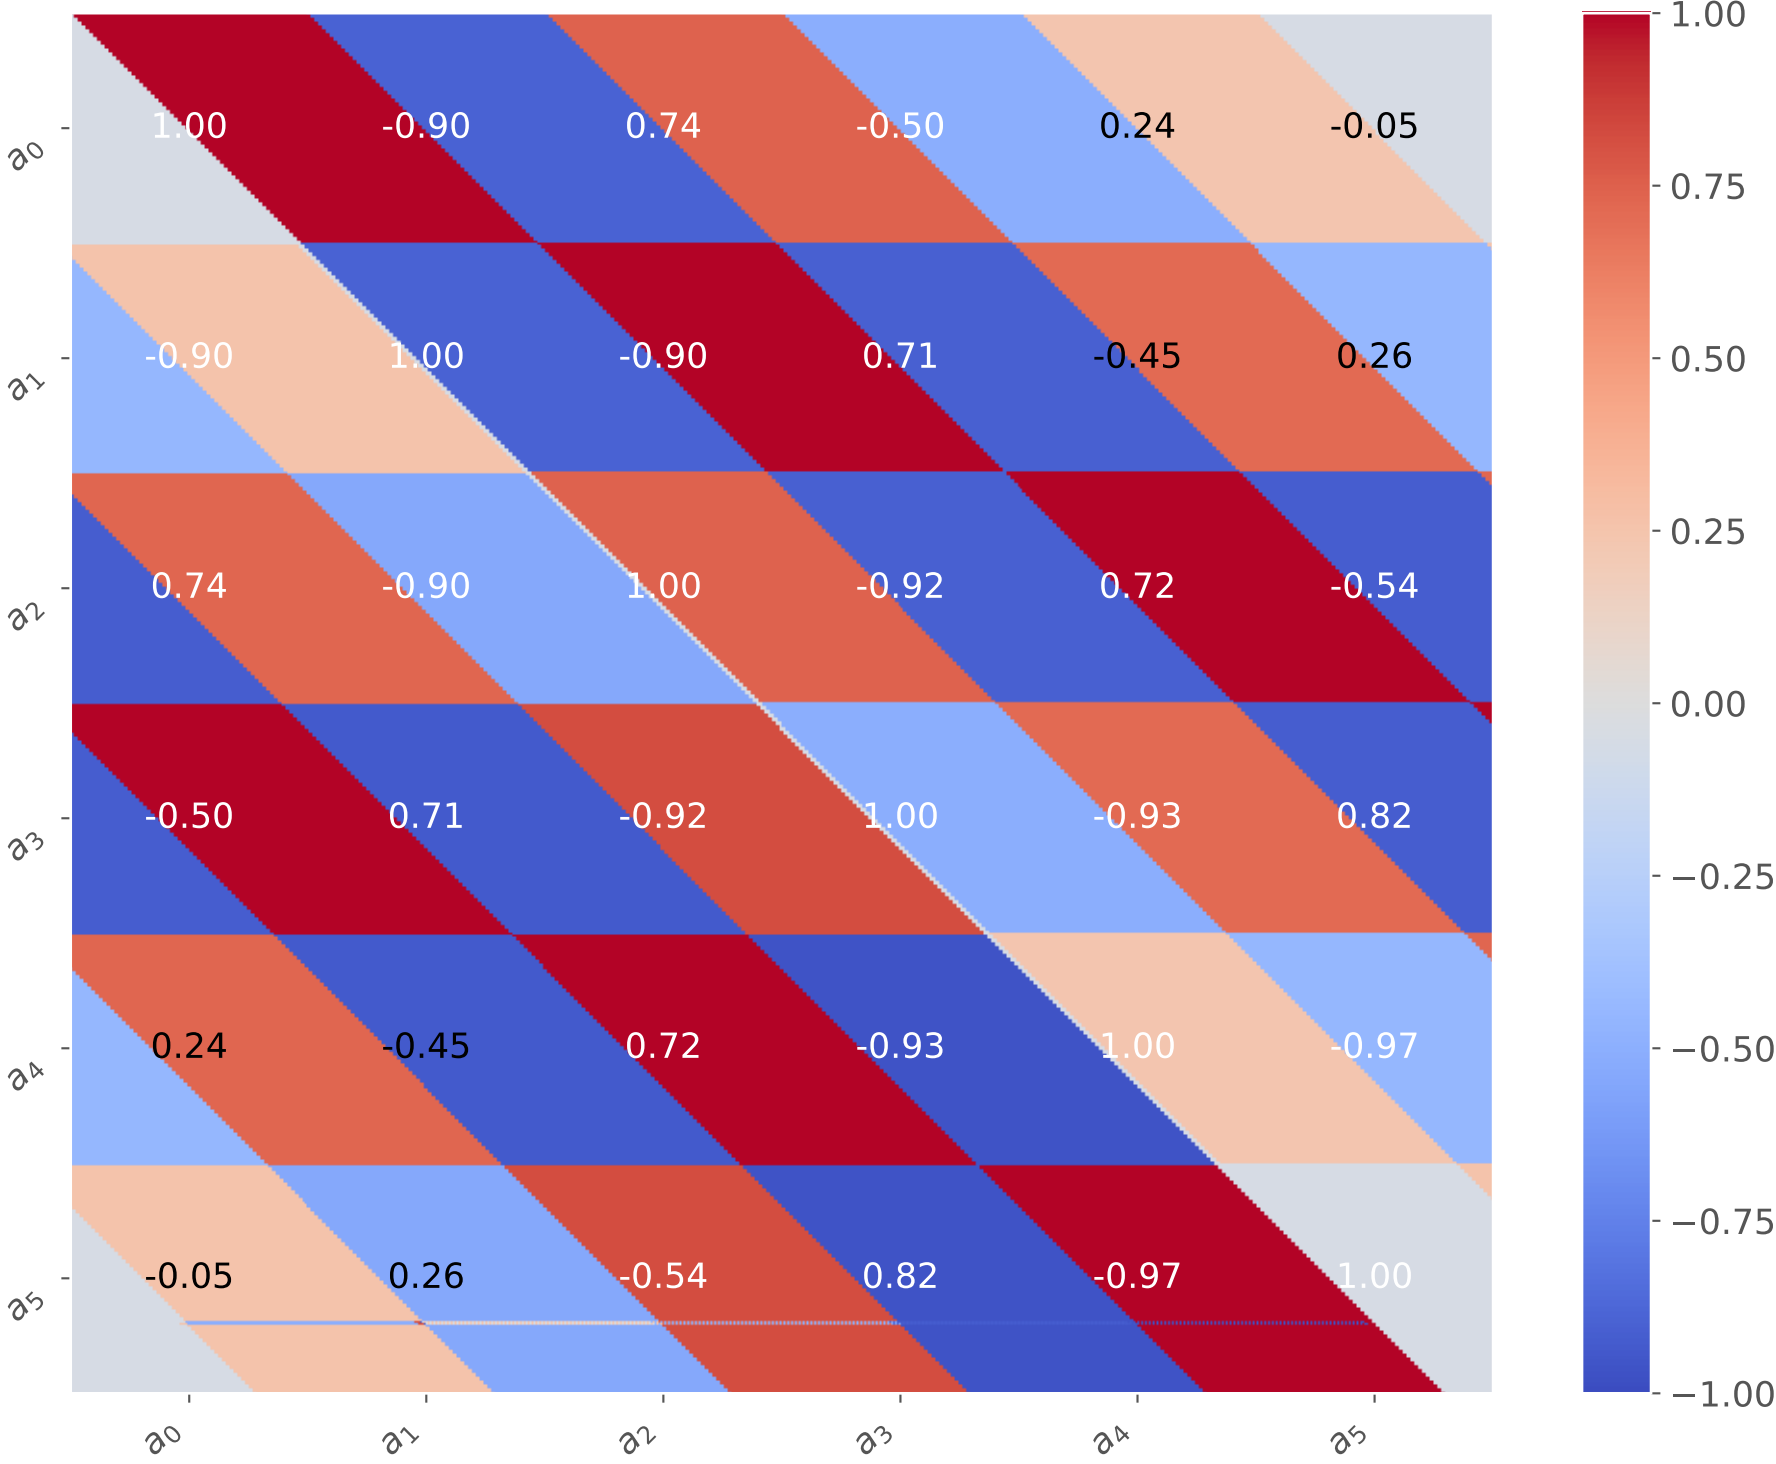 1.00
a₀ 1.00 -0.90 0.74 -0.50 0.24 -0.05
0.75
a₁ -0.90 1.00 -0.90 0.71 -0.45 0.26
0.50
0.25
a₂ 0.74 -0.90 1.00 -0.92 0.72 -0.54
0.00
a₃ -0.50 0.71 -0.92 1.00 -0.93 0.82
−0.25
a₄ 0.24 -0.45 0.72 -0.93 1.00 -0.97
−0.50
−0.75
a₅ -0.05 0.26 -0.54 0.82 -0.97 1.00
−1.00
a₀ a₁ a₂ a₃ a₄ a₅